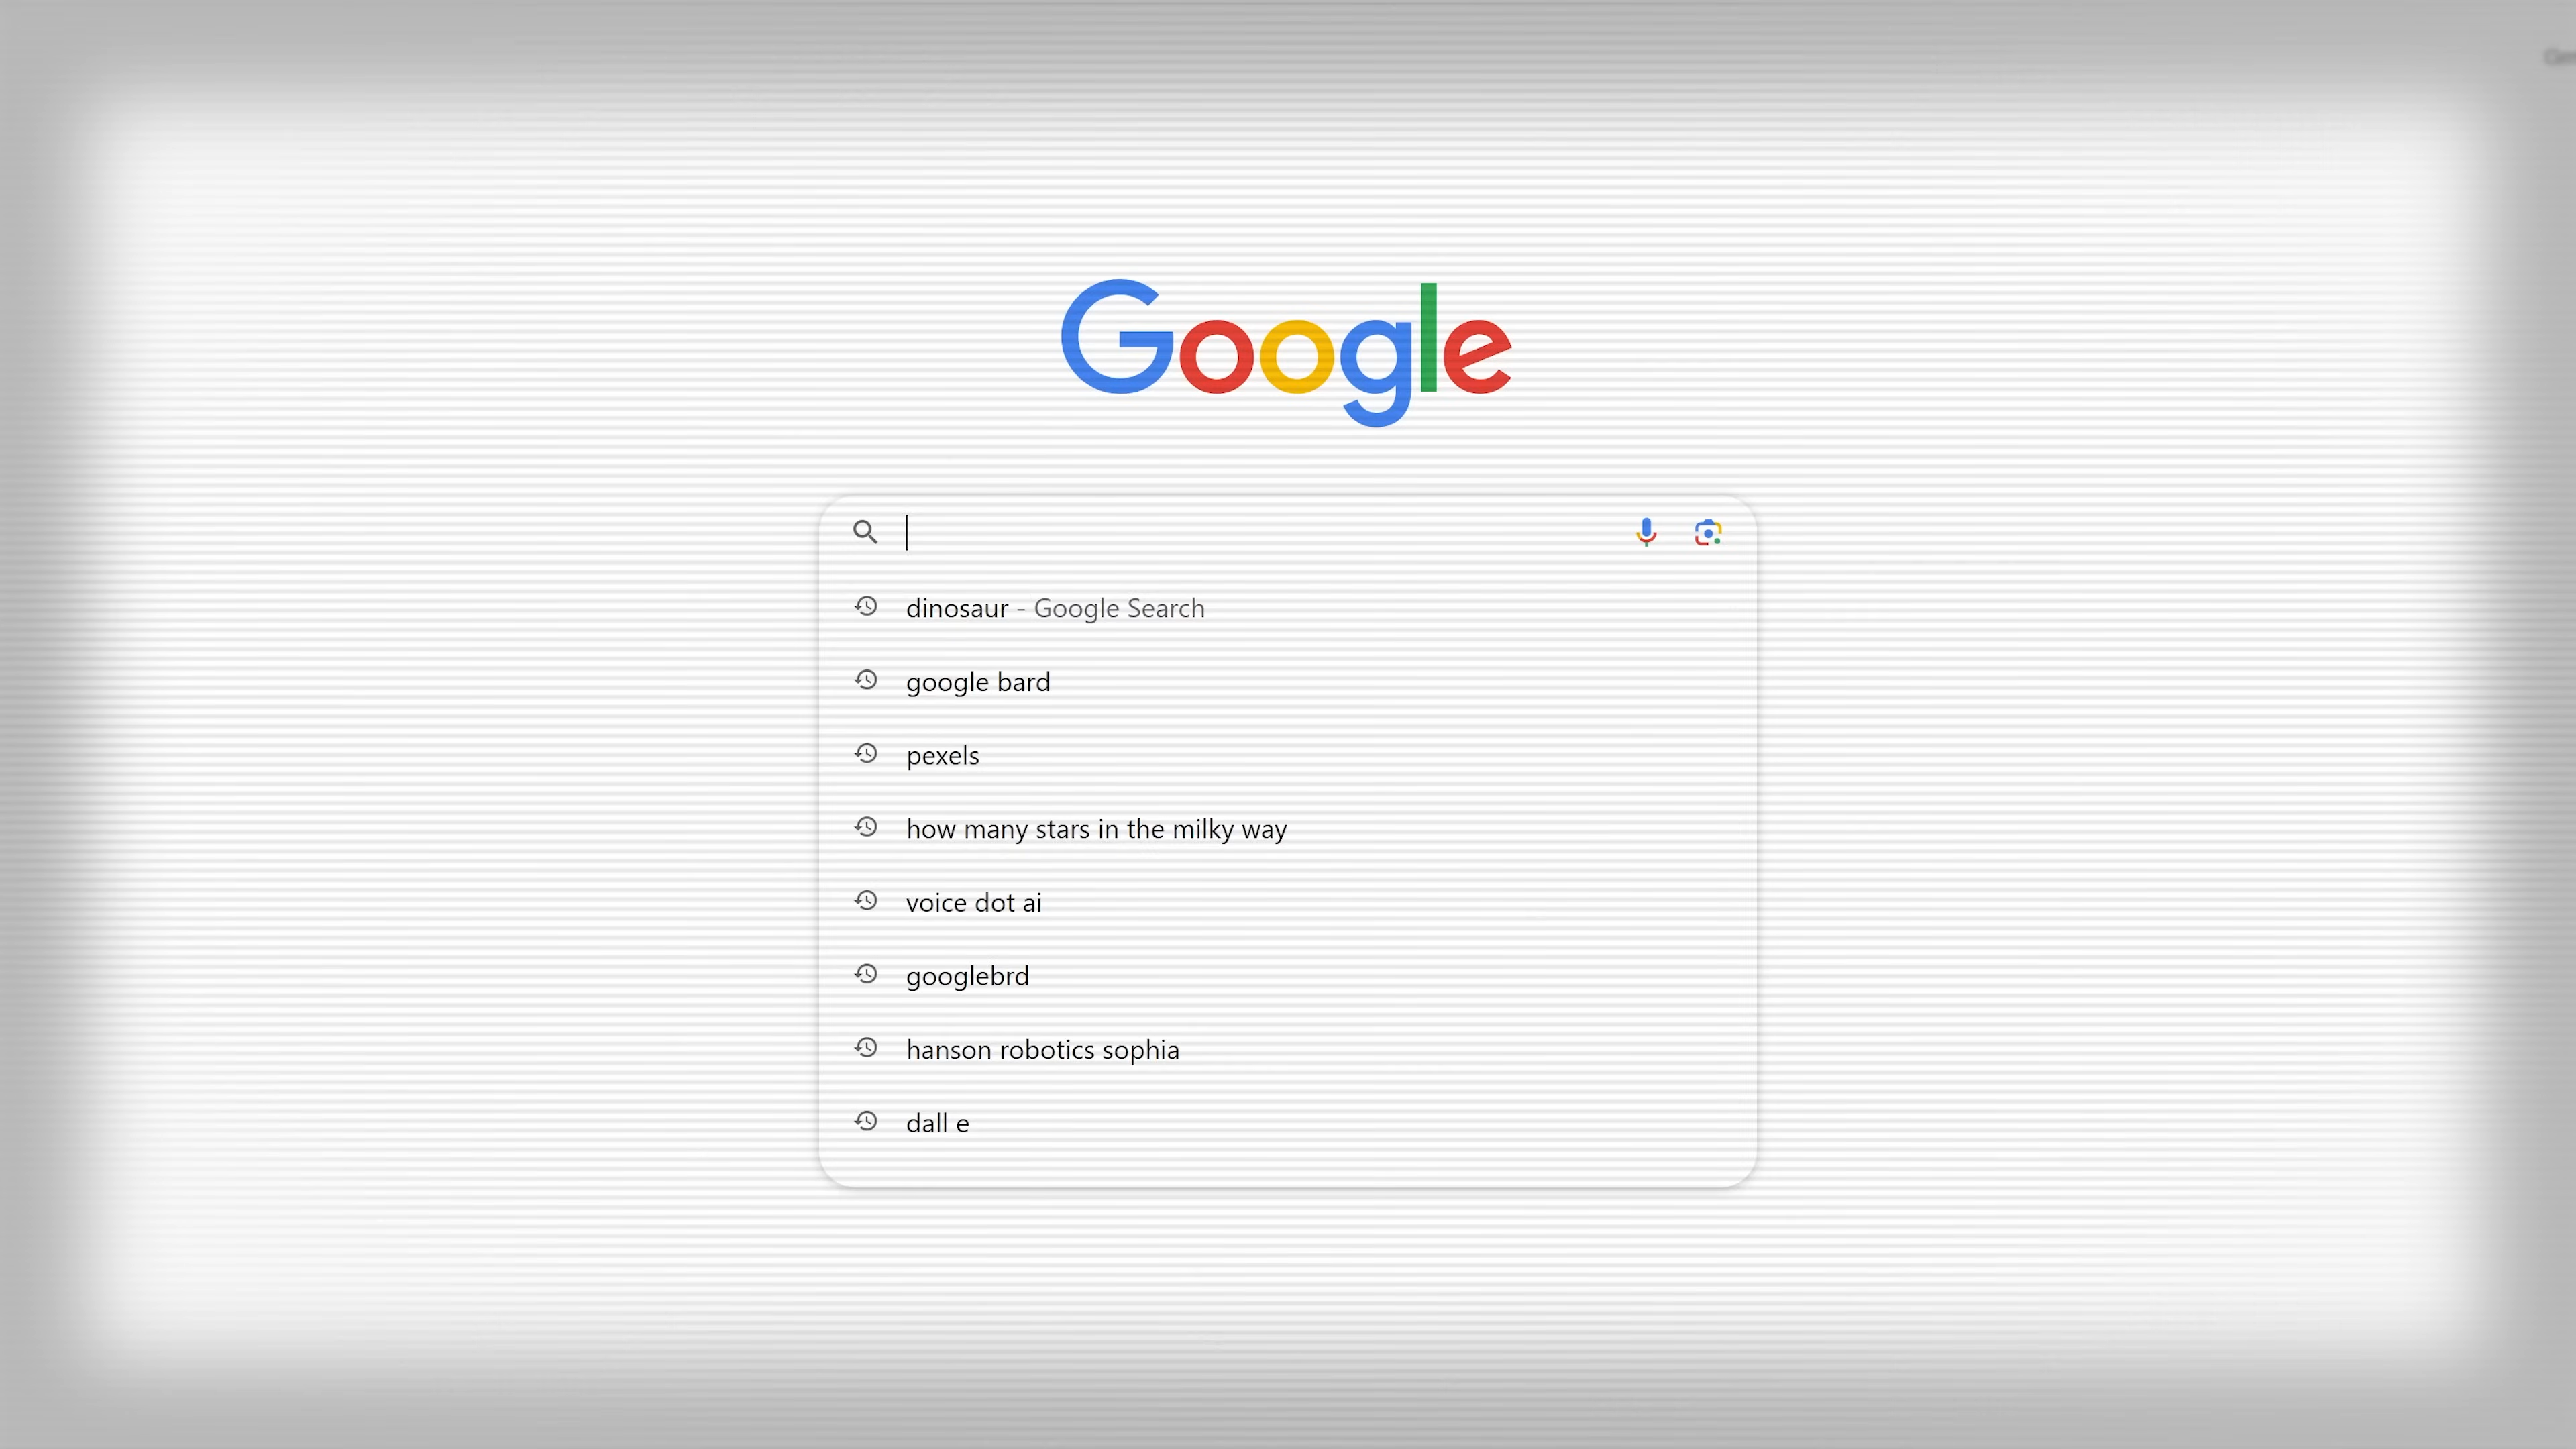 Google
dinosaur - Google Search
google bard
pexels
how many stars in the milky way
voice dot ai
googlebrd
hanson robotics sophia
dall e